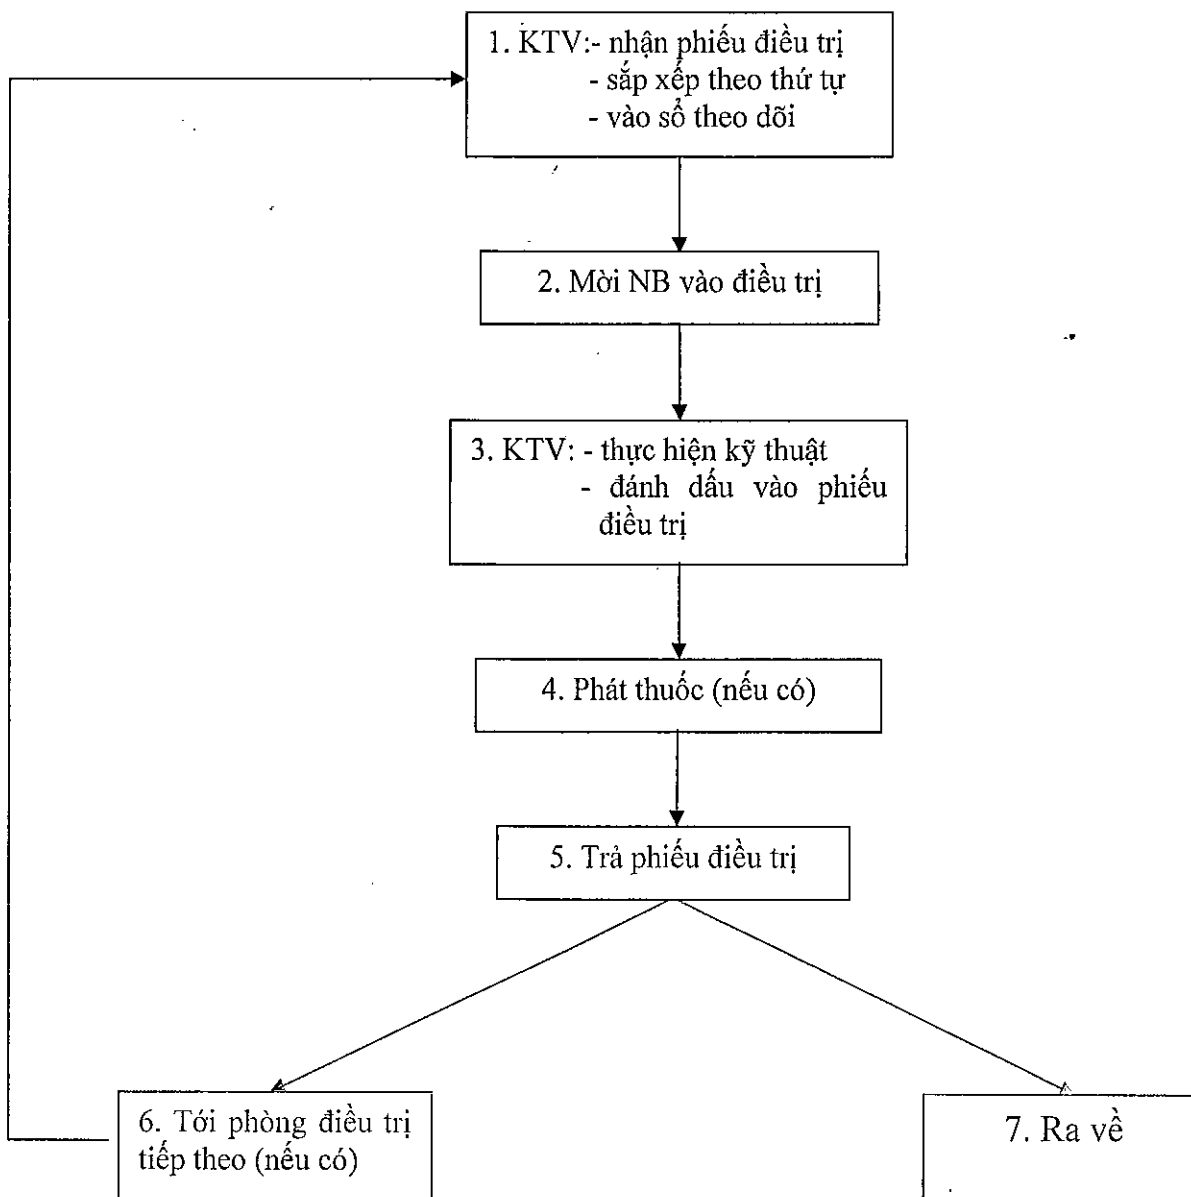 1. KTV:- nhận phiếu điều trị
- sắp xếp theo thứ tự
- vào sổ theo dõi
2. Mời NB vào điều trị
3. KTV: - thực hiện kỹ thuật
- đánh dấu vào phiếu
điều trị
4. Phát thuốc (nếu có)
5. Trả phiếu điều trị
6. Tới phòng điều trị
tiếp theo (nếu có)
7. Ra về